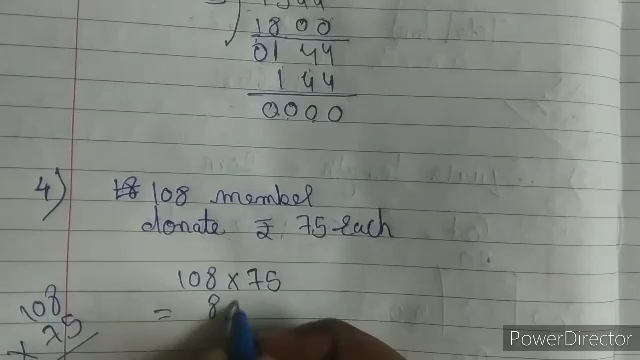 1800
0144
144
0000
4) 108 member
donate ₹. 75 each
108 × 75
108
75
= 8
+
PowerDirector